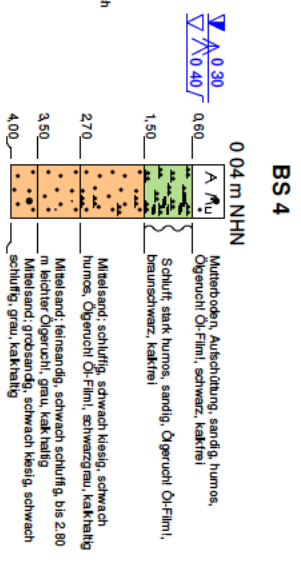 BS 4
0 04 m NHN
0 30
0 40
0,60
A
Mu
Mutterboden, Aufschüttung, sandig, humos,
Ölgeruch! Öl-Film!, schwarz, kalkfrei
1,50
Schluff, stark humos, sandig, Ölgeruch! Öl-Film!,
braunschwarz, kalkfrei
2,70
Mittelsand, schluffig, schwach kiesig, schwach
humos, Ölgeruch! Öl-Film!, schwarzgrau, kalkhaltig
3,50
Mittelsand, feinsandig, schwach schluffig, bis 2.80
m leichter Ölgeruch!, grau, kalkhaltig
4,00
Mittelsand, grobsandig, schwach kiesig, schwach
schluffig, grau, kalkhaltig